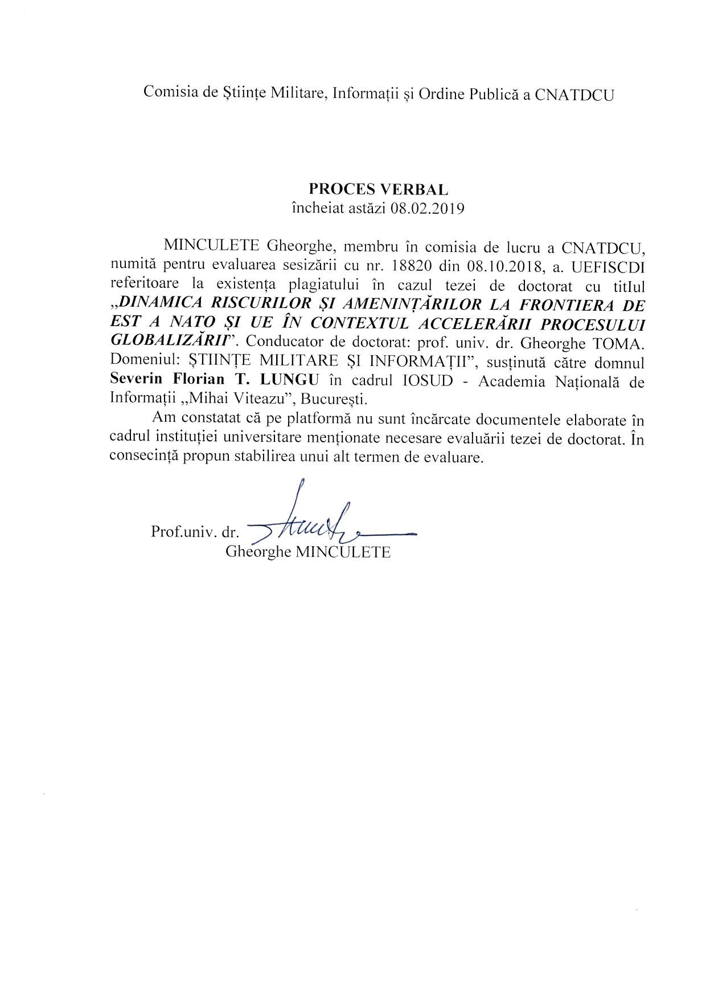 Comisia de Științe Militare, Informații și Ordine Publică a CNATDCU
PROCES VERBAL
încheiat astăzi 08.02.2019
MINCULETE Gheorghe, membru în comisia de lucru a CNATDCU,
numită pentru evaluarea sesizării cu nr. 18820 din 08.10.2018, a. UEFISCDI
referitoare la existența plagiatului în cazul tezei de doctorat cu titlul
,,DINAMICA RISCURILOR ȘI AMENINȚĂRILOR LA FRONTIERA DE
EST A NATO ȘI UE ÎN CONTEXTUL ACCELERĂRII PROCESULUI
GLOBALIZĂRII”. Conducator de doctorat: prof. univ. dr. Gheorghe TOMA.
Domeniul: ȘTIINȚE MILITARE ȘI INFORMAȚII”, susținută către domnul
Severin Florian T. LUNGU în cadrul IOSUD - Academia Națională de
Informații ,,Mihai Viteazu”, București.
Am constatat că pe platformă nu sunt încărcate documentele elaborate în
cadrul instituției universitare menționate necesare evaluării tezei de doctorat. În
consecință propun stabilirea unui alt termen de evaluare.
Prof.univ. dr.
Gheorghe MINCULETE